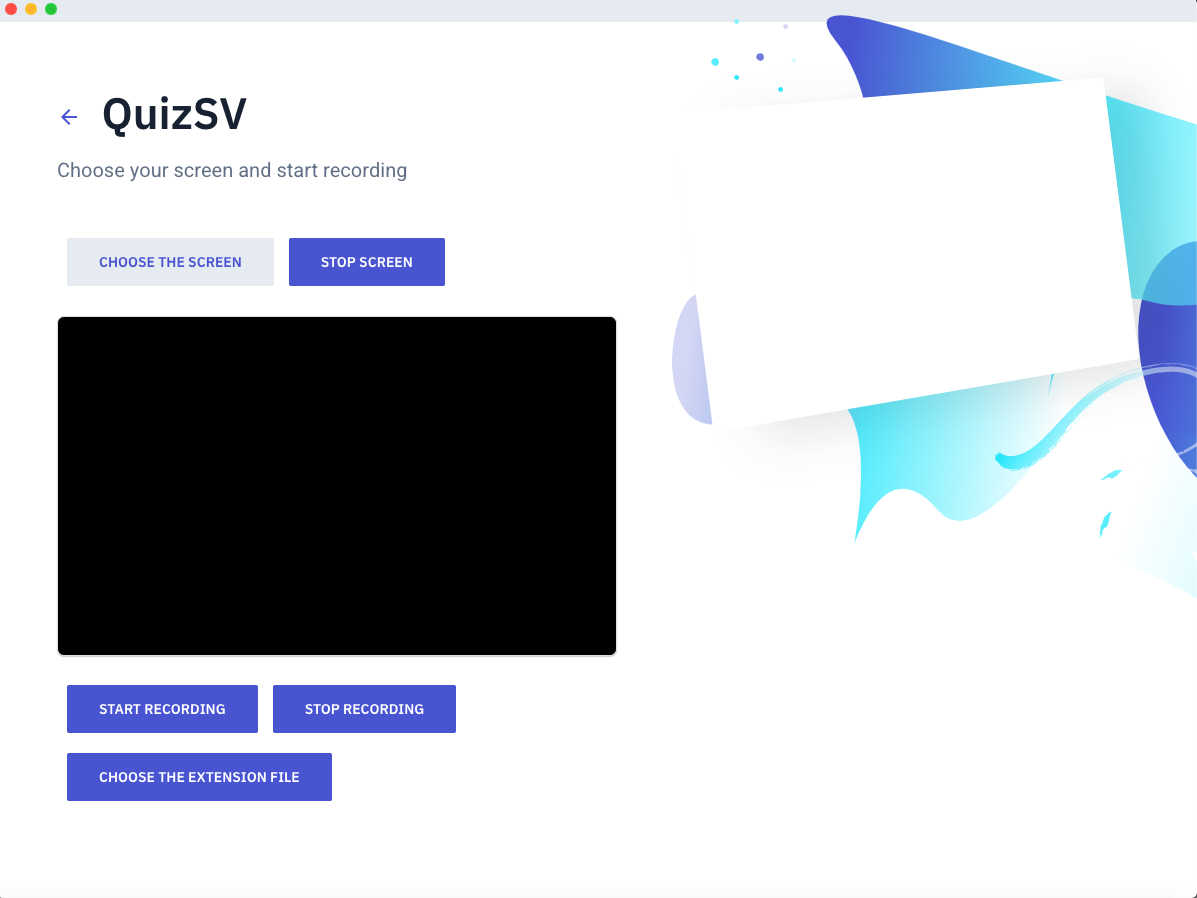 QuizSV
Choose your screen and start recording
CHOOSE THE SCREEN
STOP SCREEN
START RECORDING
STOP RECORDING
CHOOSE THE EXTENSION FILE